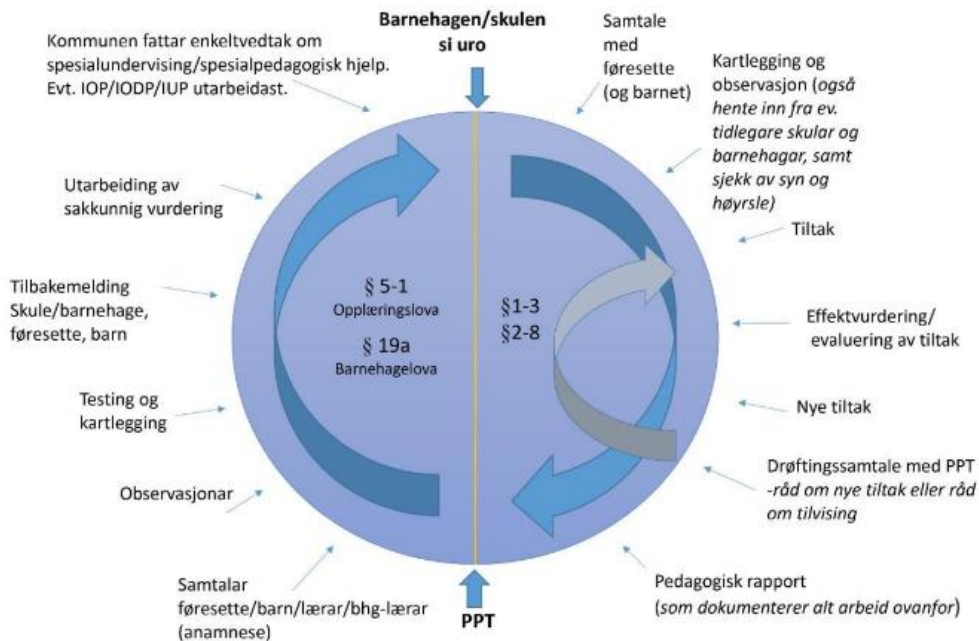 Barnehagen/skulen
si uro
Samtale
med
føresette
(og barnet)
Kartlegging og
observasjon (også
hente inn fra ev.
tidlegare skular og
barnehagar, samt
sjekk av syn og
høyrsle)
Tiltak
Effektvurdering/
evaluering av tiltak
Nye tiltak
Drøftingssamtale med PPT
-råd om nye tiltak eller råd
om tilvising
Pedagogisk rapport
(som dokumenterer alt arbeid ovanfor)
PPT
Samtalar
føresette/barn/lærar/bhg-lærar
(anamnese)
Observasjonar
Testing og
kartlegging
Tilbakemelding
Skule/barnehage,
føresette, barn
Utarbeiding av
sakkunnig vurdering
Kommunen fattar enkeltvedtak om
spesialundervising/spesialpedagogisk hjelp.
Evt. IOP/IODP/IUP utarbeidast.
§ 5-1
Opplæringslova
§ 19a
Barnehagelova
§1-3
§2-8